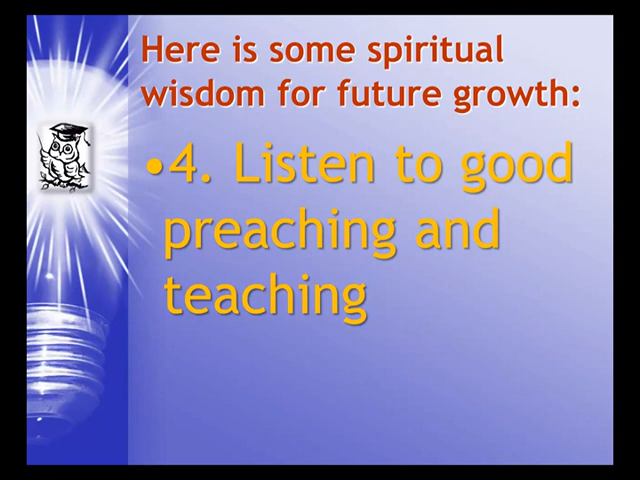 Here is some spiritual
wisdom for future growth:
•4. Listen to good
preaching and
teaching